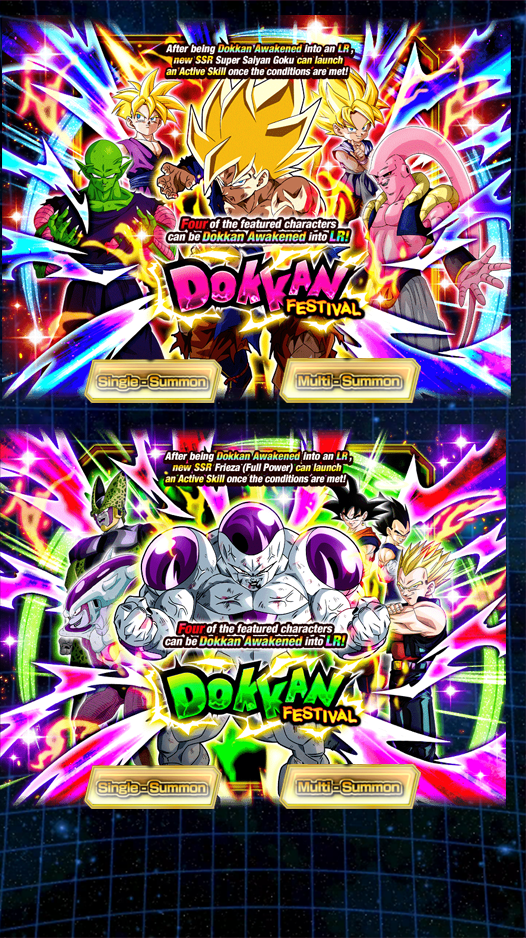 After being Dokkan Awakened into an LR,
new SSR Super Saiyan Goku can launch
an Active Skill once the conditions are met!
Four of the featured characters
can be Dokkan Awakened into LR!
DOKKAN
FESTIVAL
Single - Summon
Multi - Summon
After being Dokkan Awakened into an LR,
new SSR Frieza (Full Power) can launch
an Active Skill once the conditions are met!
Four of the featured characters
can be Dokkan Awakened into LR!
DOKKAN
FESTIVAL
Single - Summon
Multi - Summon